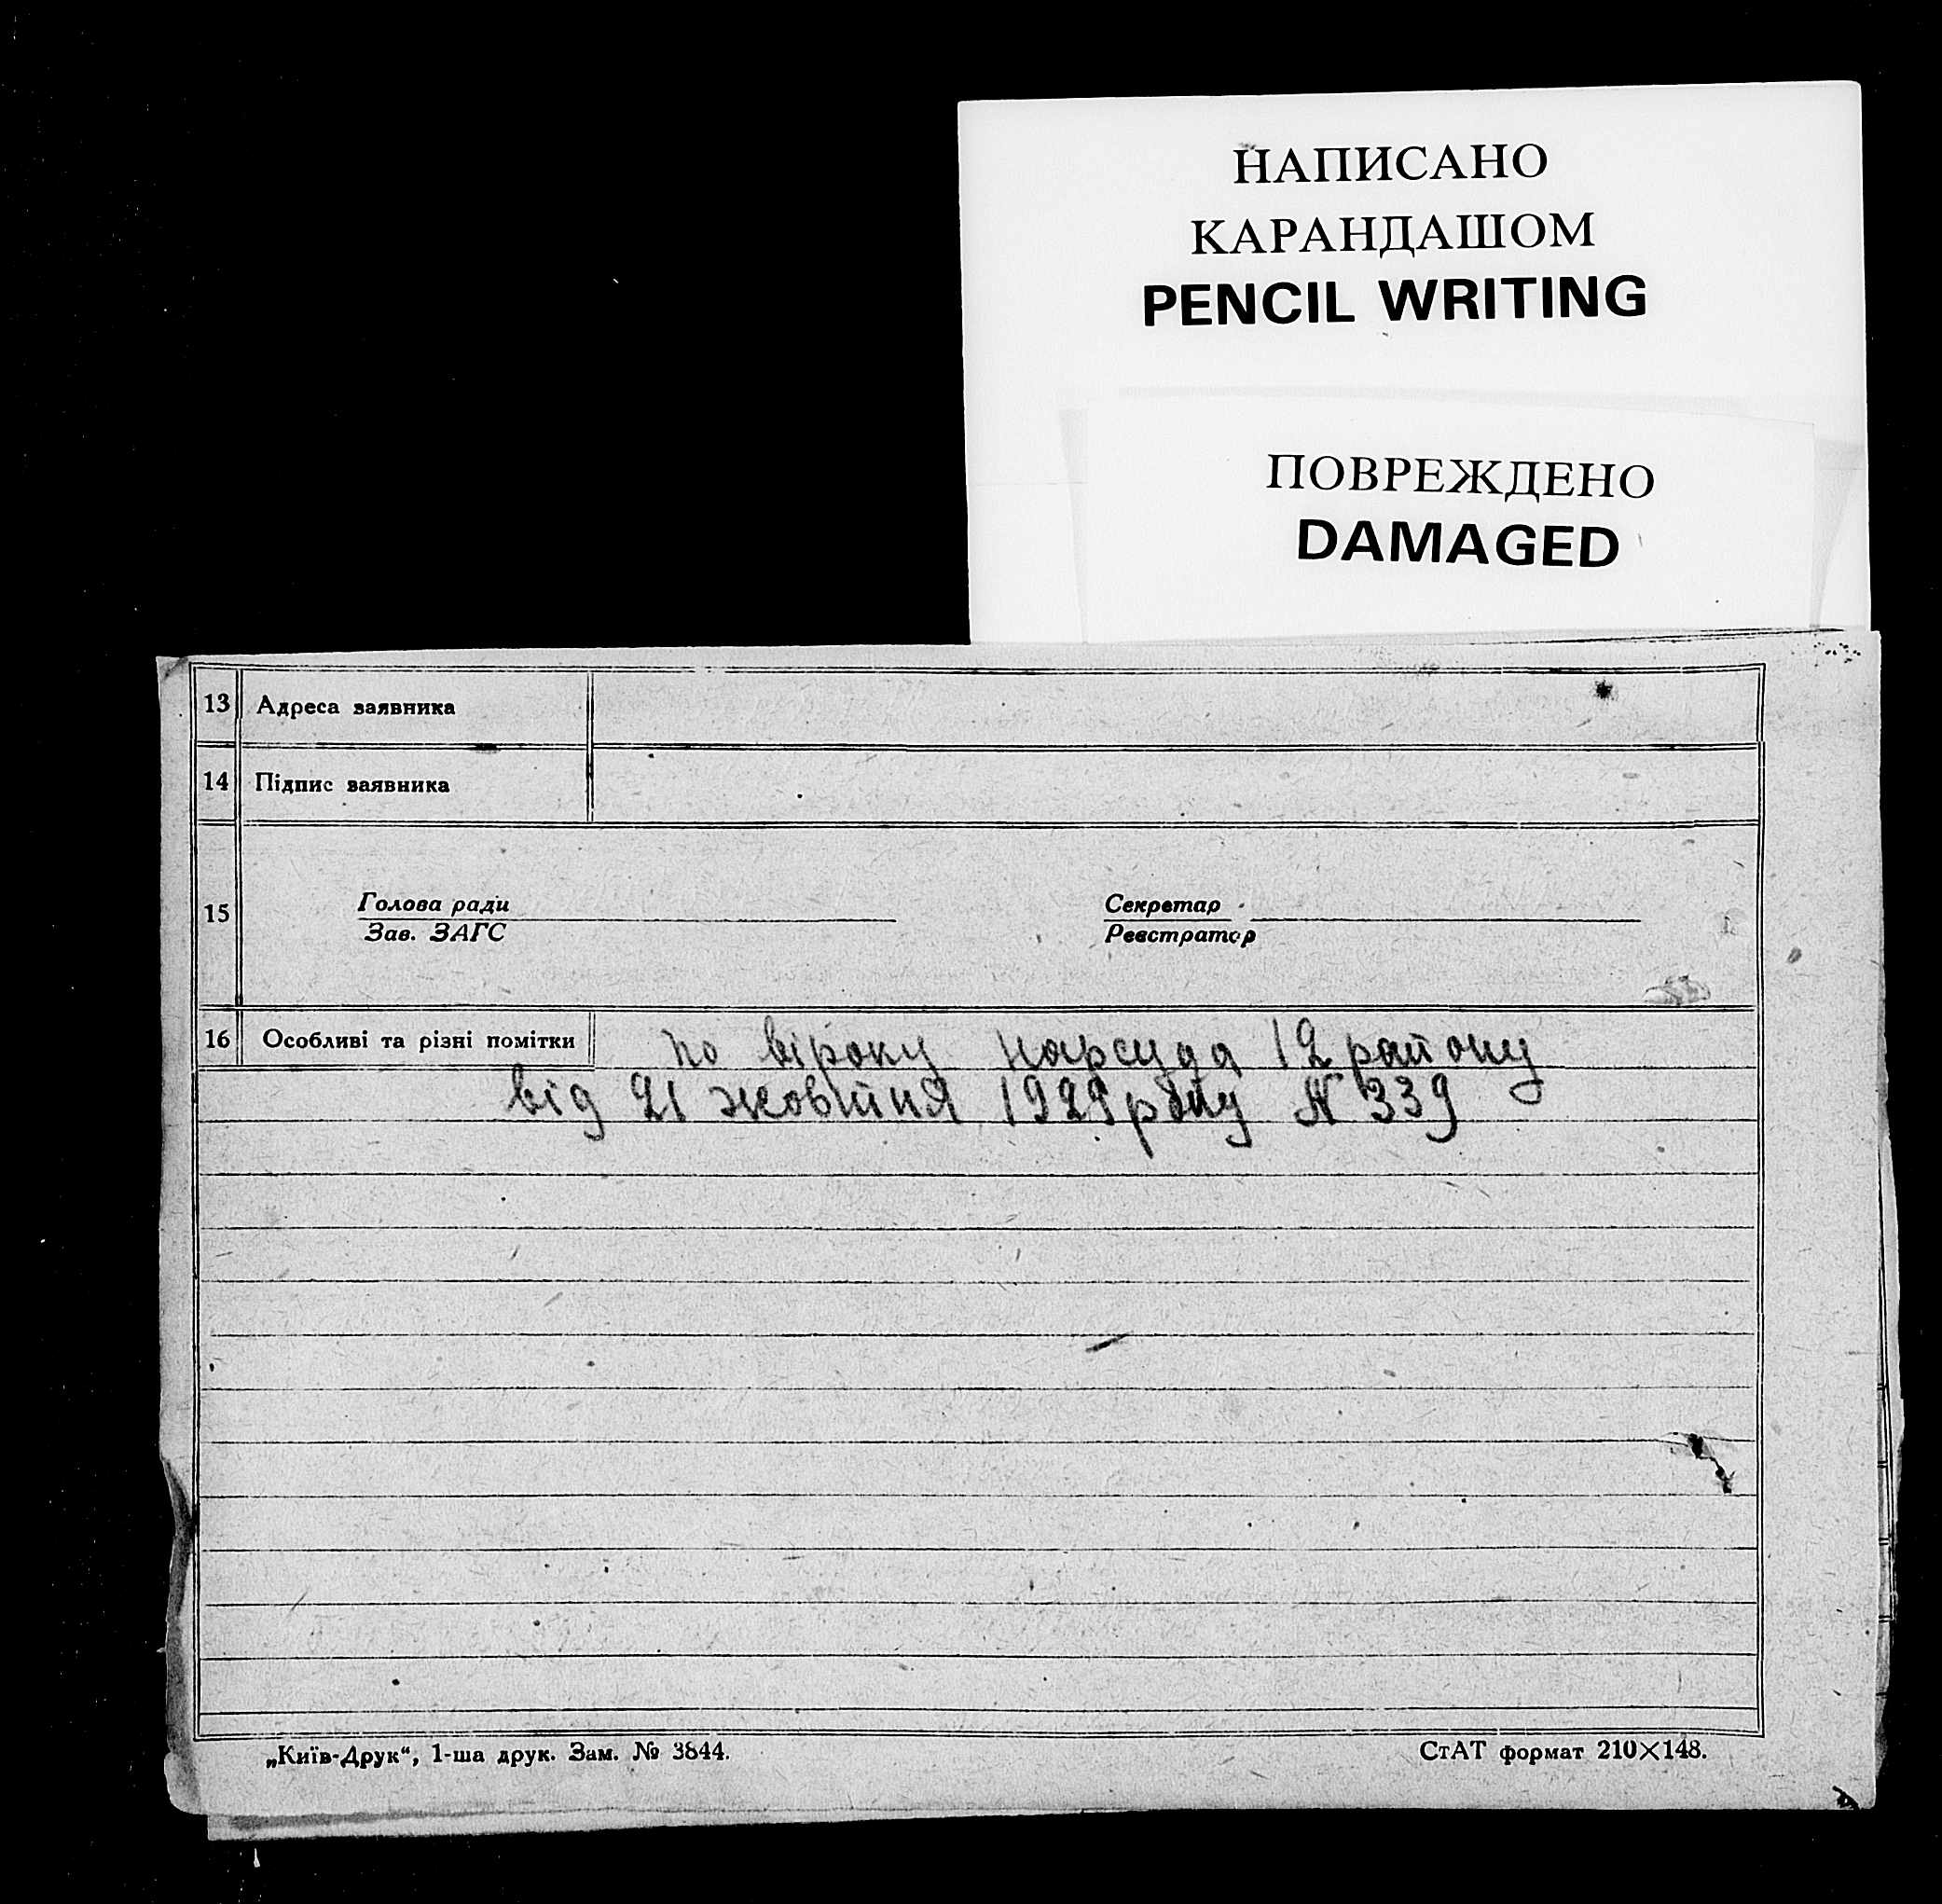 НАПИСАНО
КАРАНДАШОМ
PENCIL WRITING
ПОВРЕЖДЕНО
DAMAGED
13 Адреса заявника
14 Підпис заявника
15
Голова ради
Зав. ЗАГС
Секретар
Реєстратор
16 Особливі та різні помітки по віроку нарсуда 12 району
від 21 жовтня 1929 року № 339
„Київ-Друк“, 1-ша друк. Зам. № 3844.
СтАТ формат 210×148.